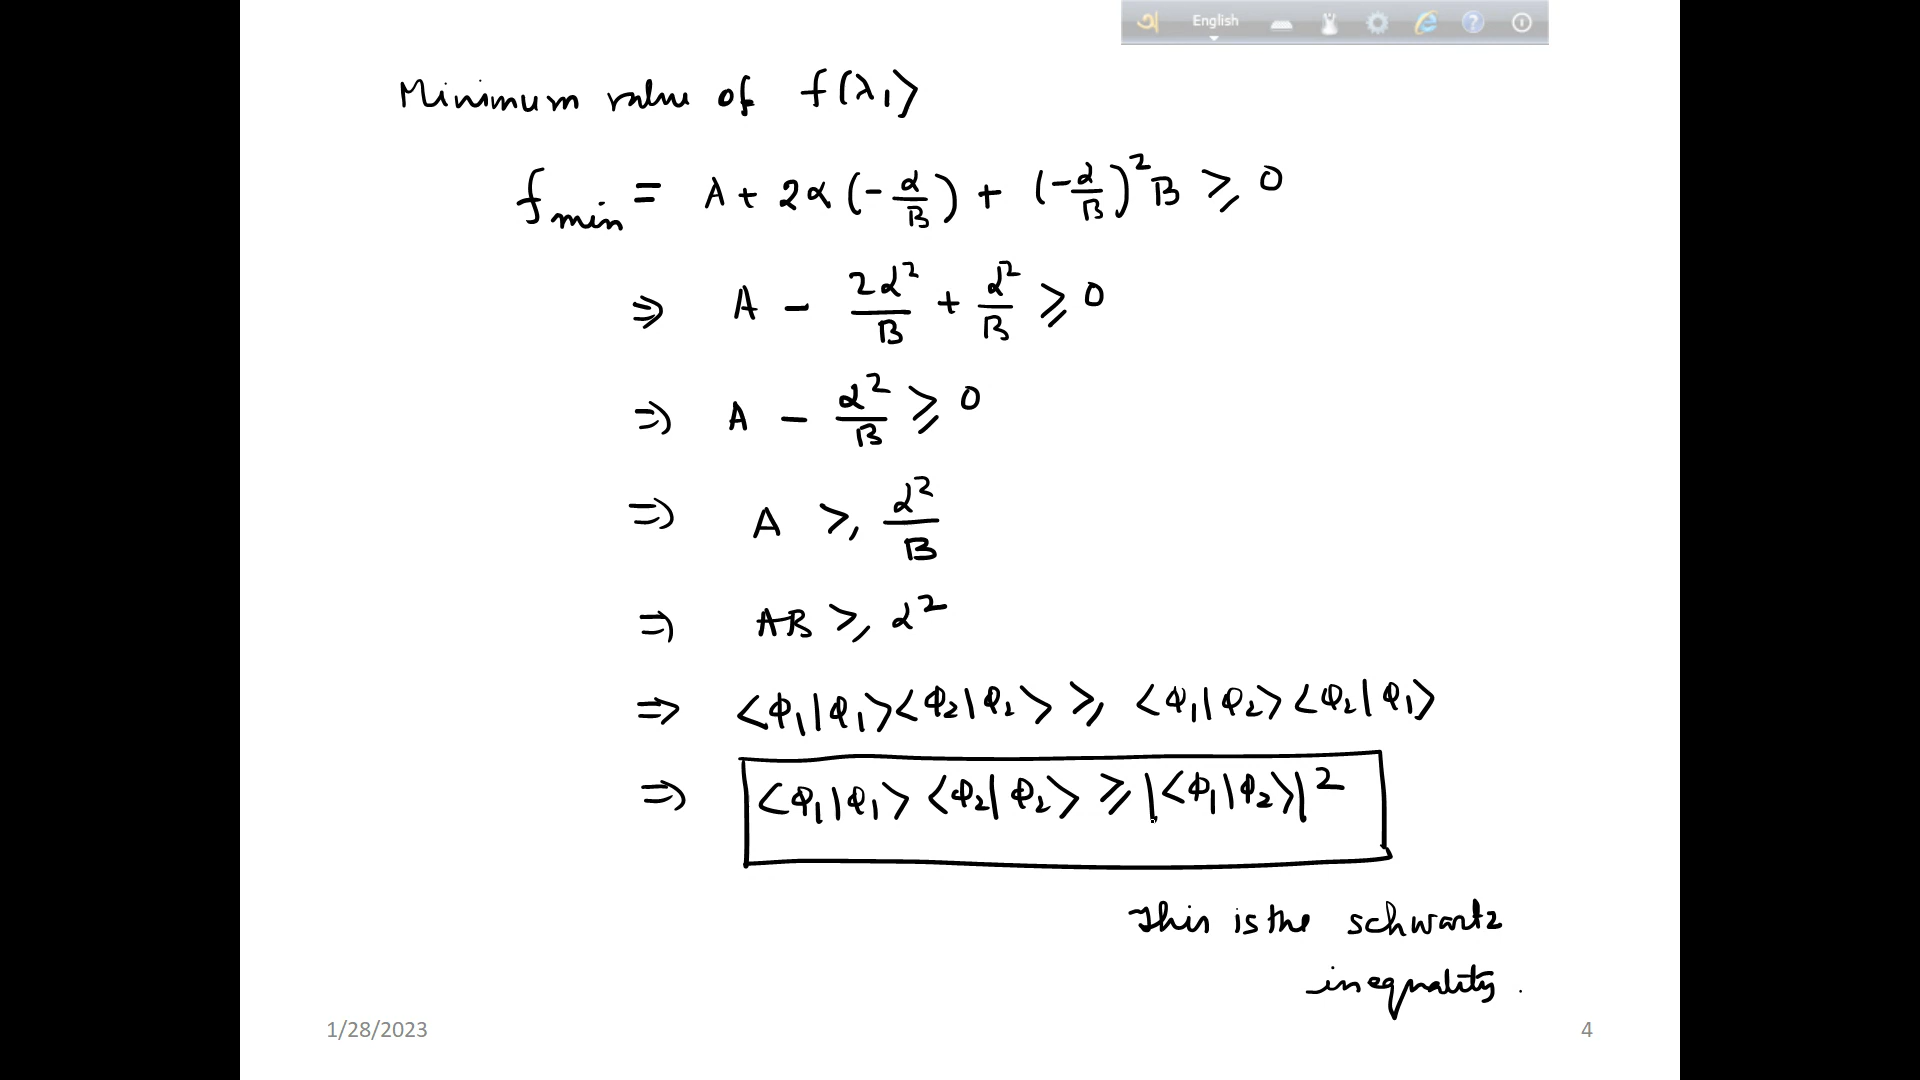 অ English
Minimum value of f(λ₁)
f_min = A + 2α(-α/B) + (-α/B)²B ⩾ 0
⇒ A - 2α²/B + α²/B ⩾ 0
⇒ A - α²/B ⩾ 0
⇒ A ⩾ α²/B
⇒ AB ⩾ α²
⇒ <Φ₁|Φ₁><Φ₂|Φ₂> ⩾ <Φ₁|Φ₂><Φ₂|Φ₁>
⇒ <Φ₁|Φ₁><Φ₂|Φ₂> ⩾ |<Φ₁|Φ₂>|²
This is the schwartz
inequality.
1/28/2023 4